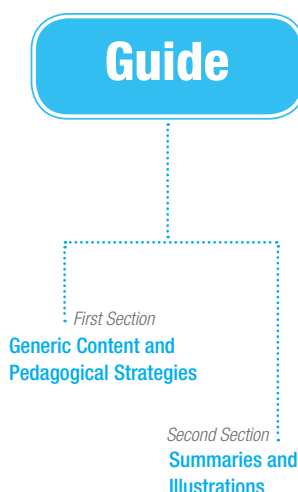 Guide
First Section
Generic Content and
Pedagogical Strategies
Second Section
Summaries and
Illustrations